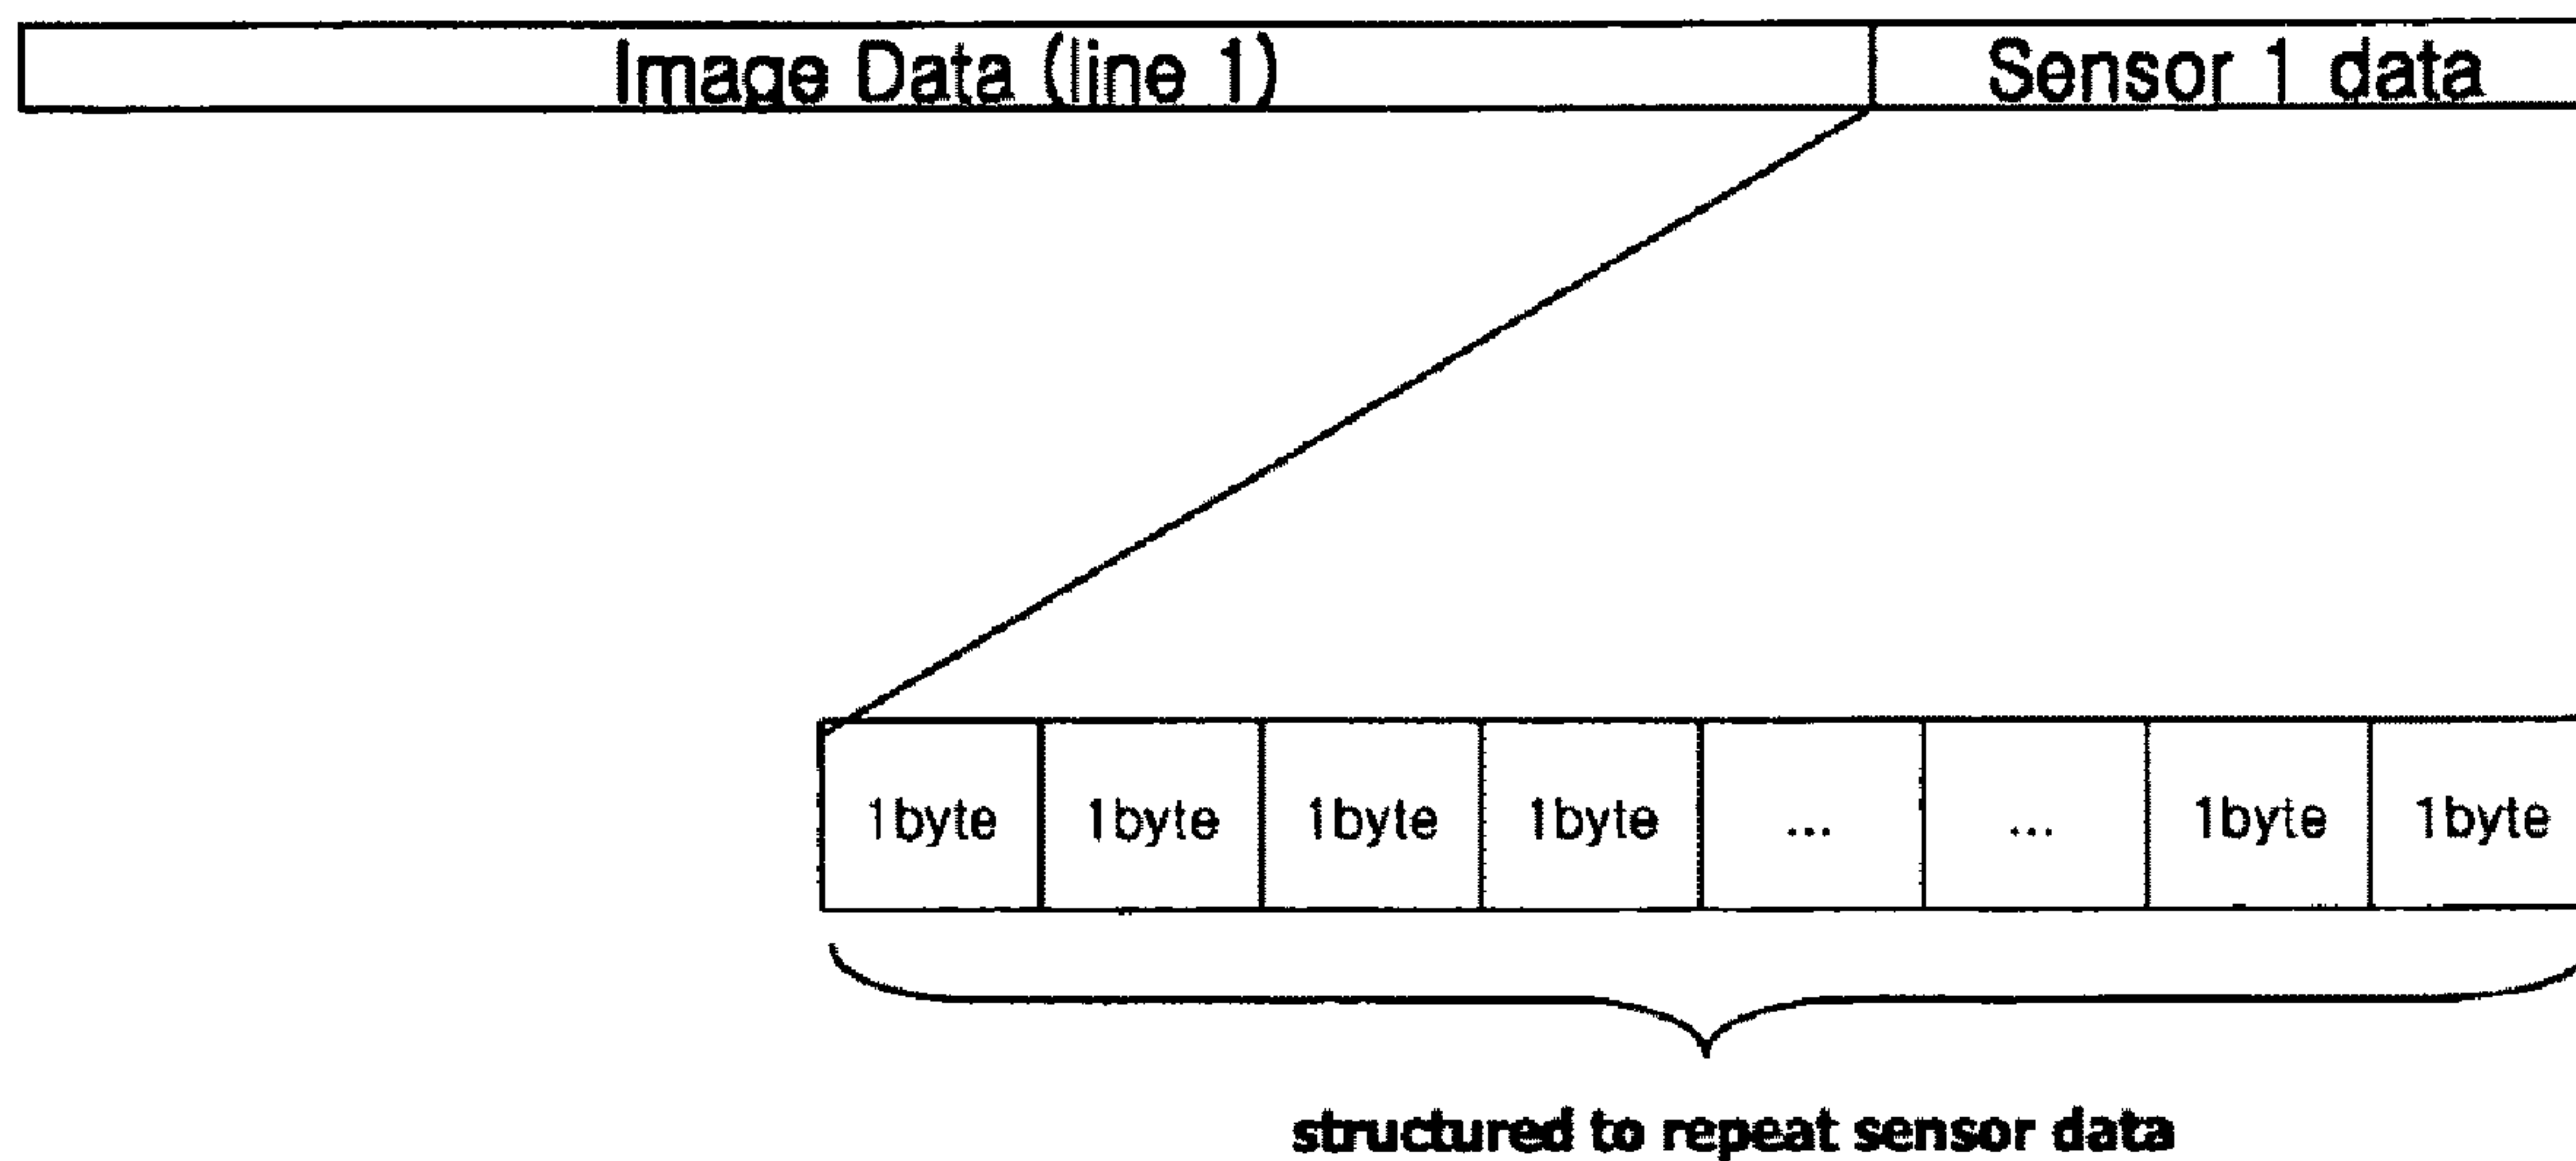 Image Data (line 1) Sensor 1 data
1byte 1byte 1byte 1byte ... ... 1byte 1byte
structured to repeat sensor data